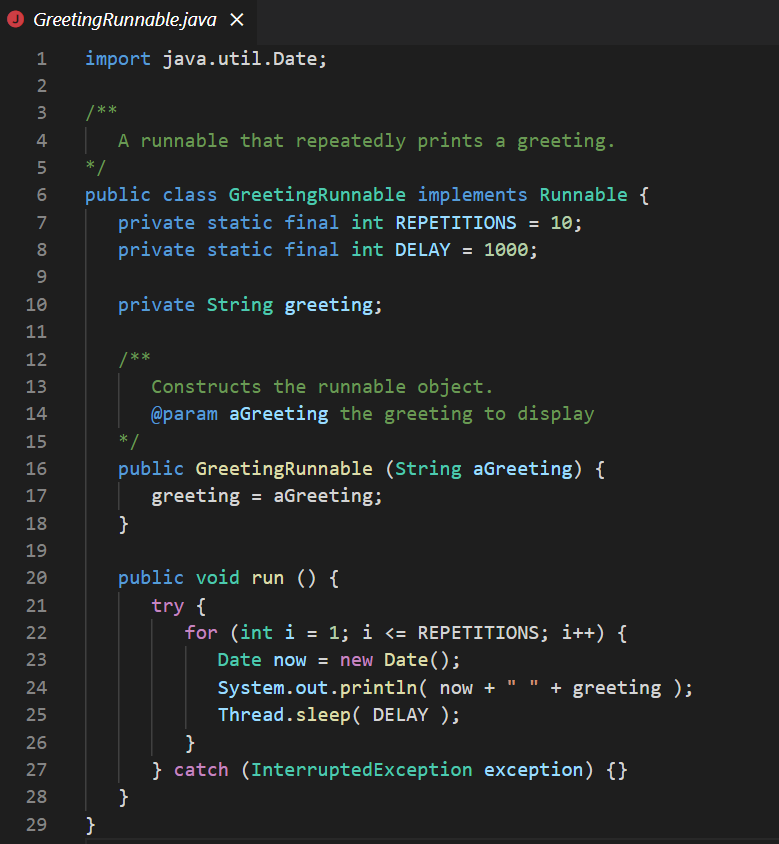 J GreetingRunnable.java ×
1 import java.util.Date;
2
3 /**
4    A runnable that repeatedly prints a greeting.
5 */
6 public class GreetingRunnable implements Runnable {
7    private static final int REPETITIONS = 10;
8    private static final int DELAY = 1000;
9
10    private String greeting;
11
12    /**
13       Constructs the runnable object.
14       @param aGreeting the greeting to display
15    */
16    public GreetingRunnable (String aGreeting) {
17       greeting = aGreeting;
18    }
19
20    public void run () {
21       try {
22          for (int i = 1; i <= REPETITIONS; i++) {
23             Date now = new Date();
24             System.out.println( now + " " + greeting );
25             Thread.sleep( DELAY );
26          }
27       } catch (InterruptedException exception) {}
28    }
29 }